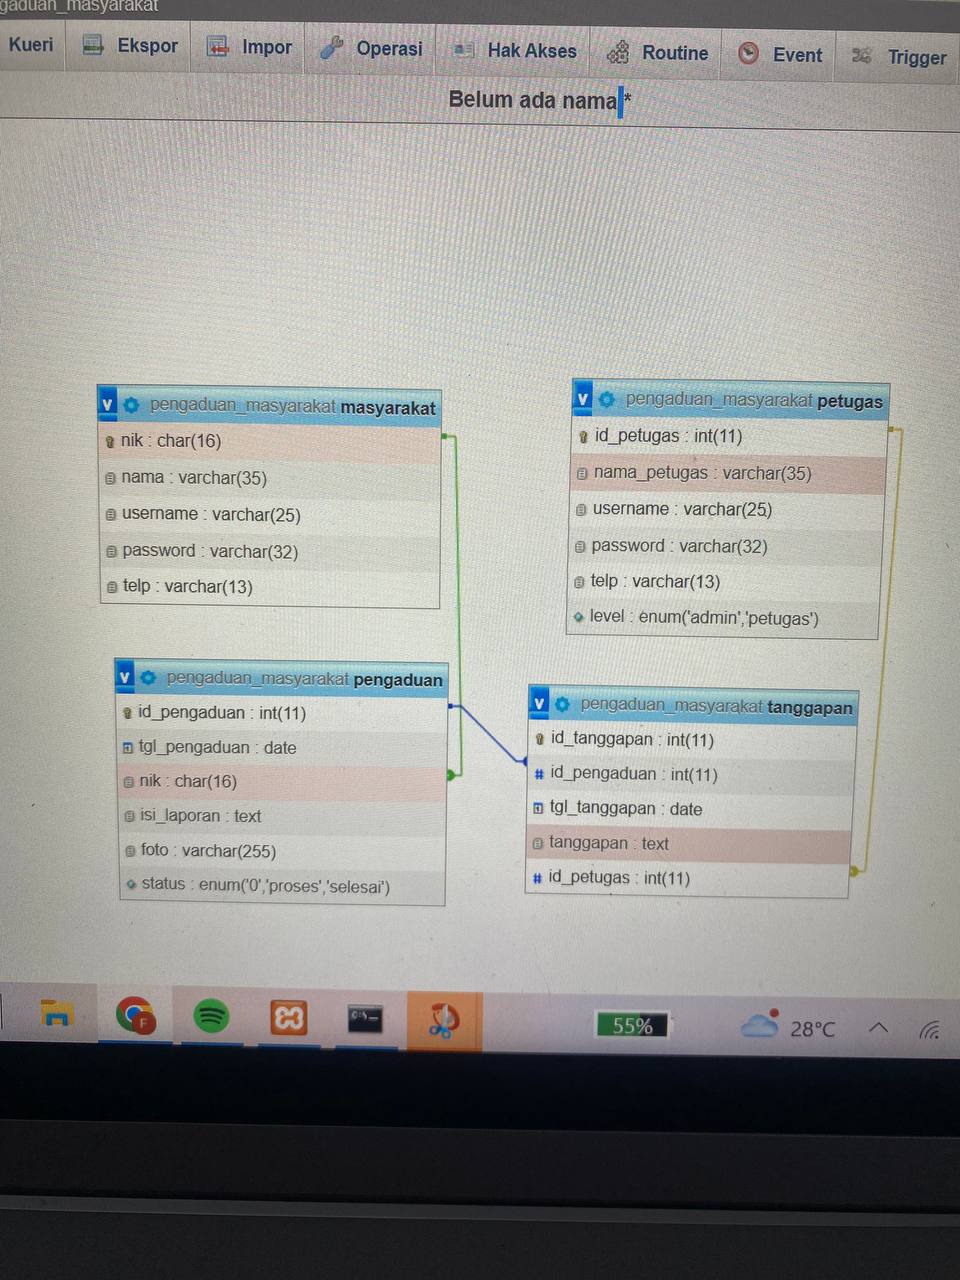 gaduan_masyarakat
Kueri Ekspor Impor Operasi Hak Akses Routine Event Trigger
Belum ada nama *
v pengaduan_masyarakat masyarakat
nik : char(16)
nama : varchar(35)
username : varchar(25)
password : varchar(32)
telp : varchar(13)
v pengaduan_masyarakat petugas
id_petugas : int(11)
nama_petugas : varchar(35)
username : varchar(25)
password : varchar(32)
telp : varchar(13)
level : enum('admin','petugas')
v pengaduan_masyarakat pengaduan
id_pengaduan : int(11)
tgl_pengaduan : date
nik : char(16)
isi_laporan : text
foto : varchar(255)
status : enum('0','proses','selesai')
v pengaduan_masyarakat tanggapan
id_tanggapan : int(11)
# id_pengaduan : int(11)
tgl_tanggapan : date
tanggapan : text
# id_petugas : int(11)
F
C:\_
55%
28°C